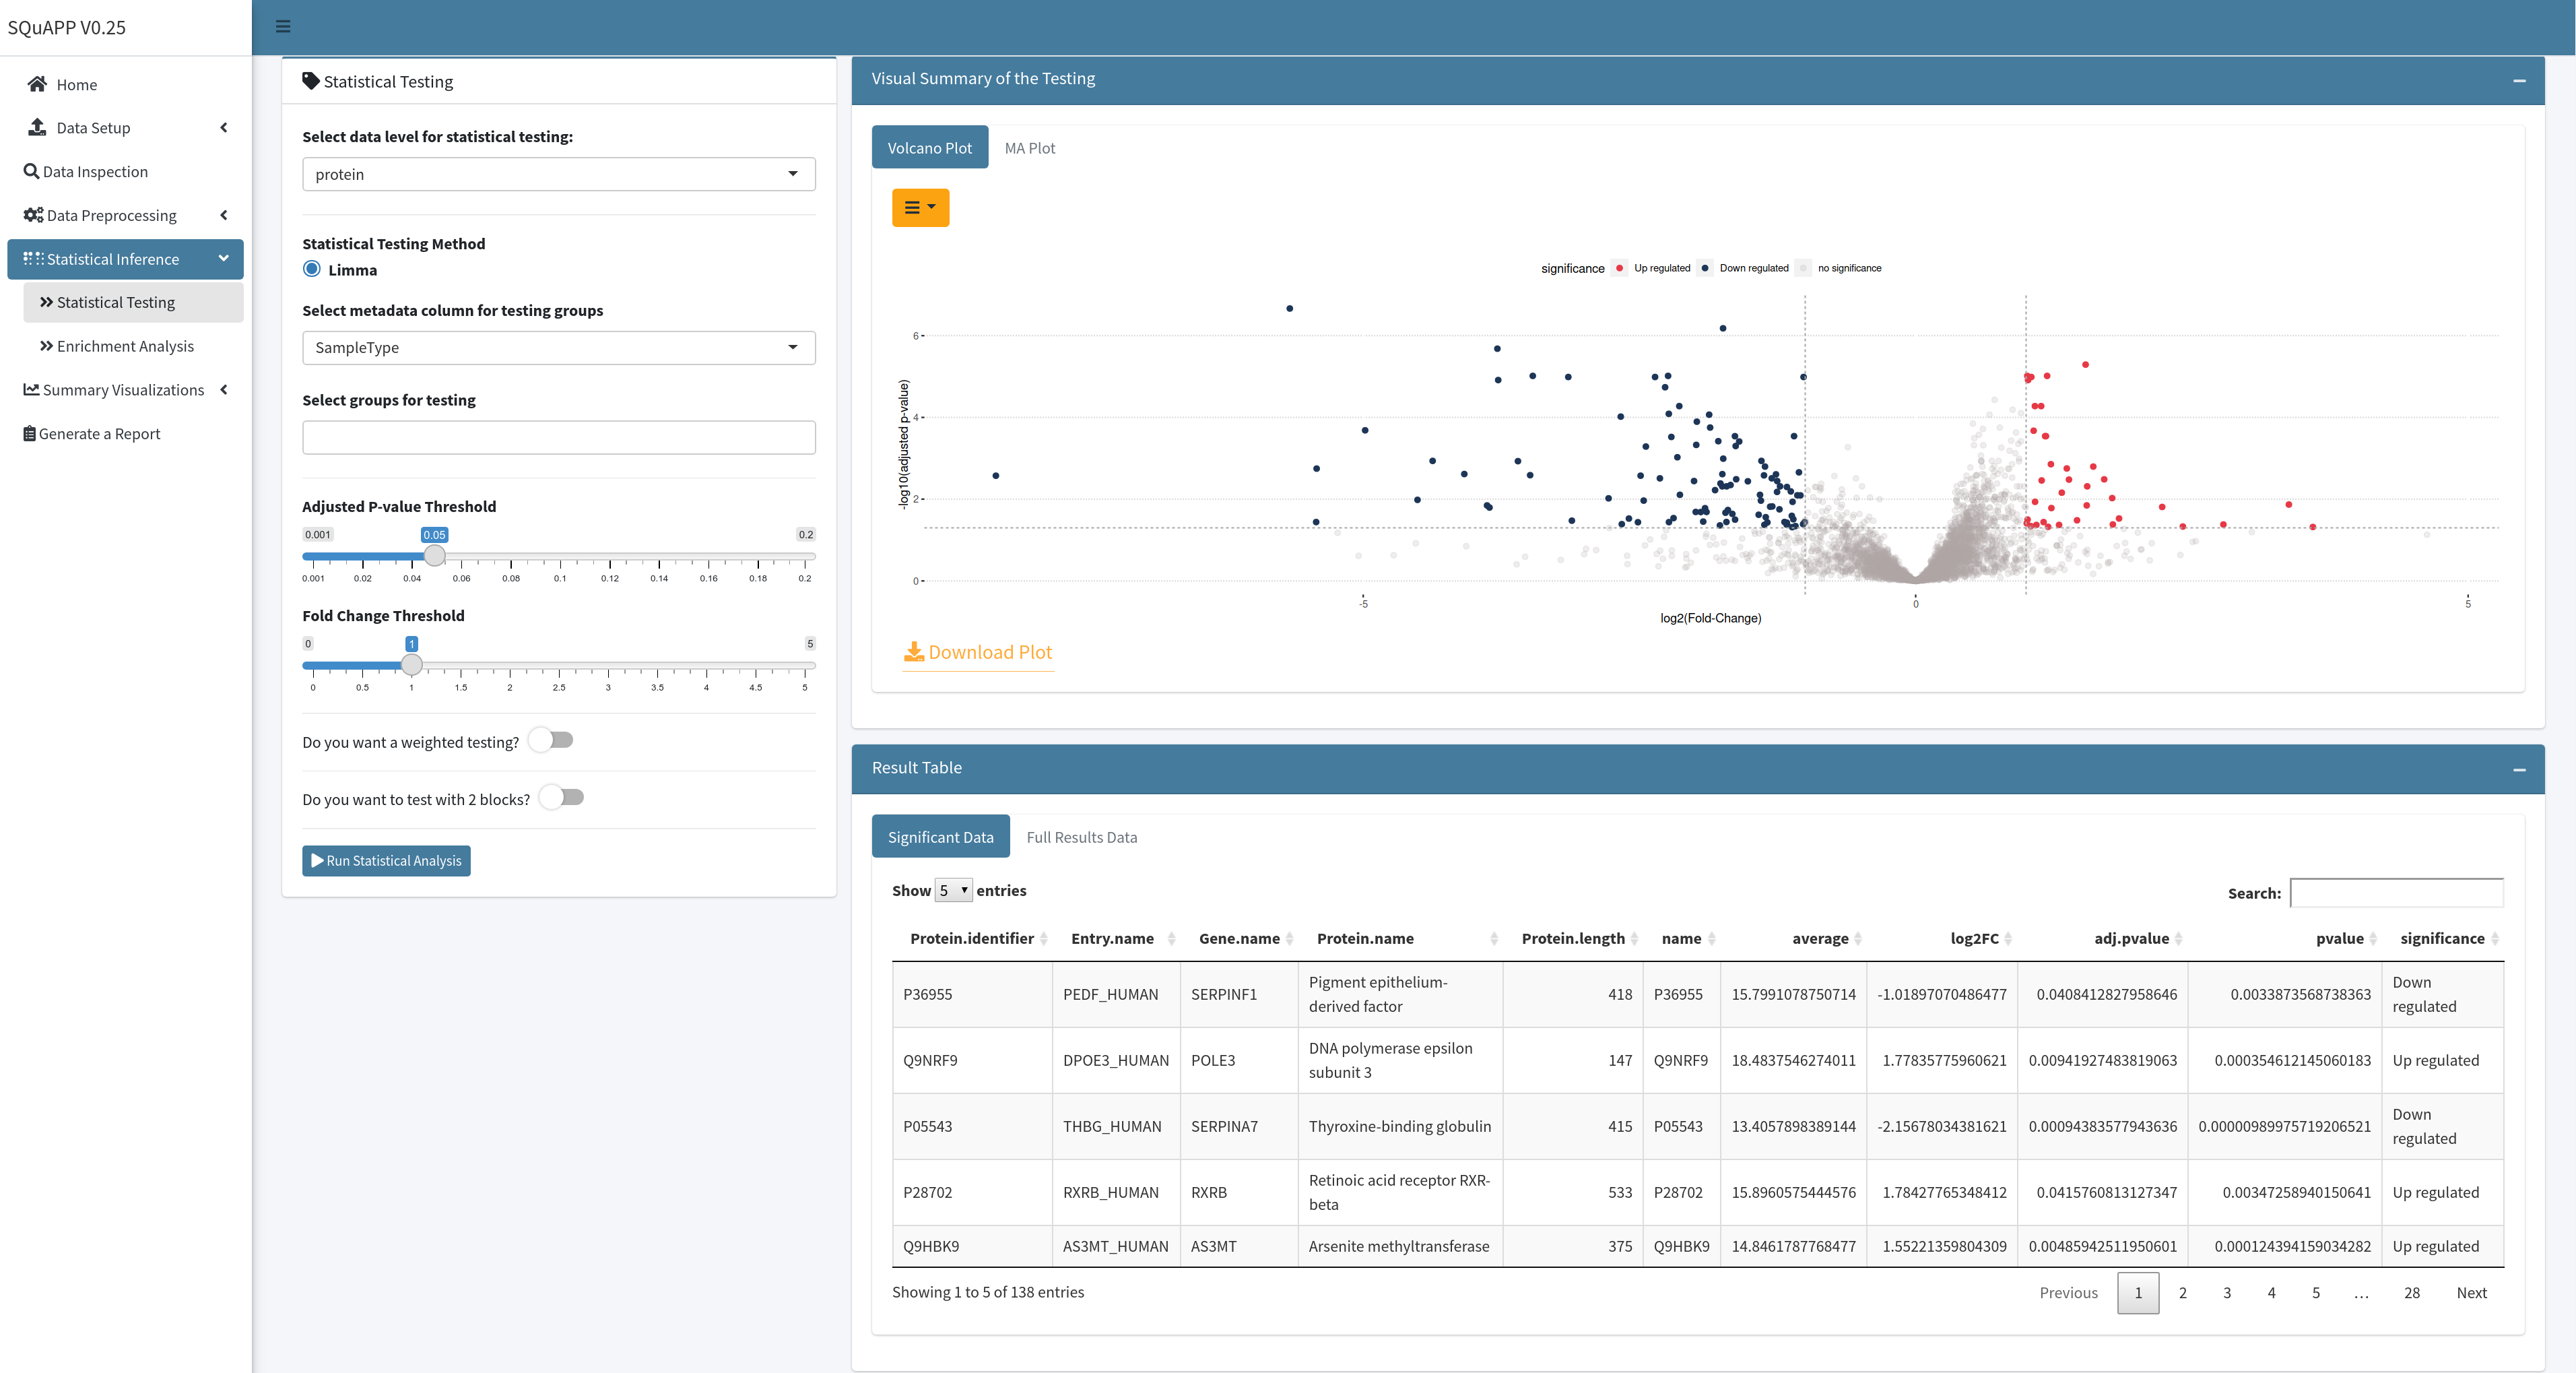 SQuAPP V0.25
Home
Data Setup
Data Inspection
Data Preprocessing
Statistical Inference
Statistical Testing
Enrichment Analysis
Summary Visualizations
Generate a Report
Statistical Testing
Select data level for statistical testing:
protein
Statistical Testing Method
Limma
Select metadata column for testing groups
SampleType
Select groups for testing
Adjusted P-value Threshold
0.001 0.05 0.2
0.001 0.02 0.04 0.06 0.08 0.1 0.12 0.14 0.16 0.18 0.2
Fold Change Threshold
0 1 5
0 0.5 1 1.5 2 2.5 3 3.5 4 4.5 5
Do you want a weighted testing?
Do you want to test with 2 blocks?
Run Statistical Analysis
Visual Summary of the Testing
Volcano Plot MA Plot
significance Up regulated Down regulated no significance
-log10(adjusted p-value)
6
4
2
0
-5 0 5
log2(Fold-Change)
Download Plot
Result Table
Significant Data Full Results Data
Show 5 entries
Search:
Protein.identifier Entry.name Gene.name Protein.name Protein.length name average log2FC adj.pvalue pvalue significance
P36955 PEDF_HUMAN SERPINF1 Pigment epithelium-derived factor 418 P36955 15.7991078750714 -1.01897070486477 0.0408412827958646 0.0033873568738363 Down regulated
Q9NRF9 DPOE3_HUMAN POLE3 DNA polymerase epsilon subunit 3 147 Q9NRF9 18.4837546274011 1.77835775960621 0.00941927483819063 0.000354612145060183 Up regulated
P05543 THBG_HUMAN SERPINA7 Thyroxine-binding globulin 415 P05543 13.4057898389144 -2.15678034381621 0.00094383577943636 0.00000989975719206521 Down regulated
P28702 RXRB_HUMAN RXRB Retinoic acid receptor RXR-beta 533 P28702 15.8960575444576 1.78427765348412 0.0415760813127347 0.00347258940150641 Up regulated
Q9HBK9 AS3MT_HUMAN AS3MT Arsenite methyltransferase 375 Q9HBK9 14.8461787768477 1.55221359804309 0.00485942511950601 0.000124394159034282 Up regulated
Showing 1 to 5 of 138 entries
Previous 1 2 3 4 5 … 28 Next